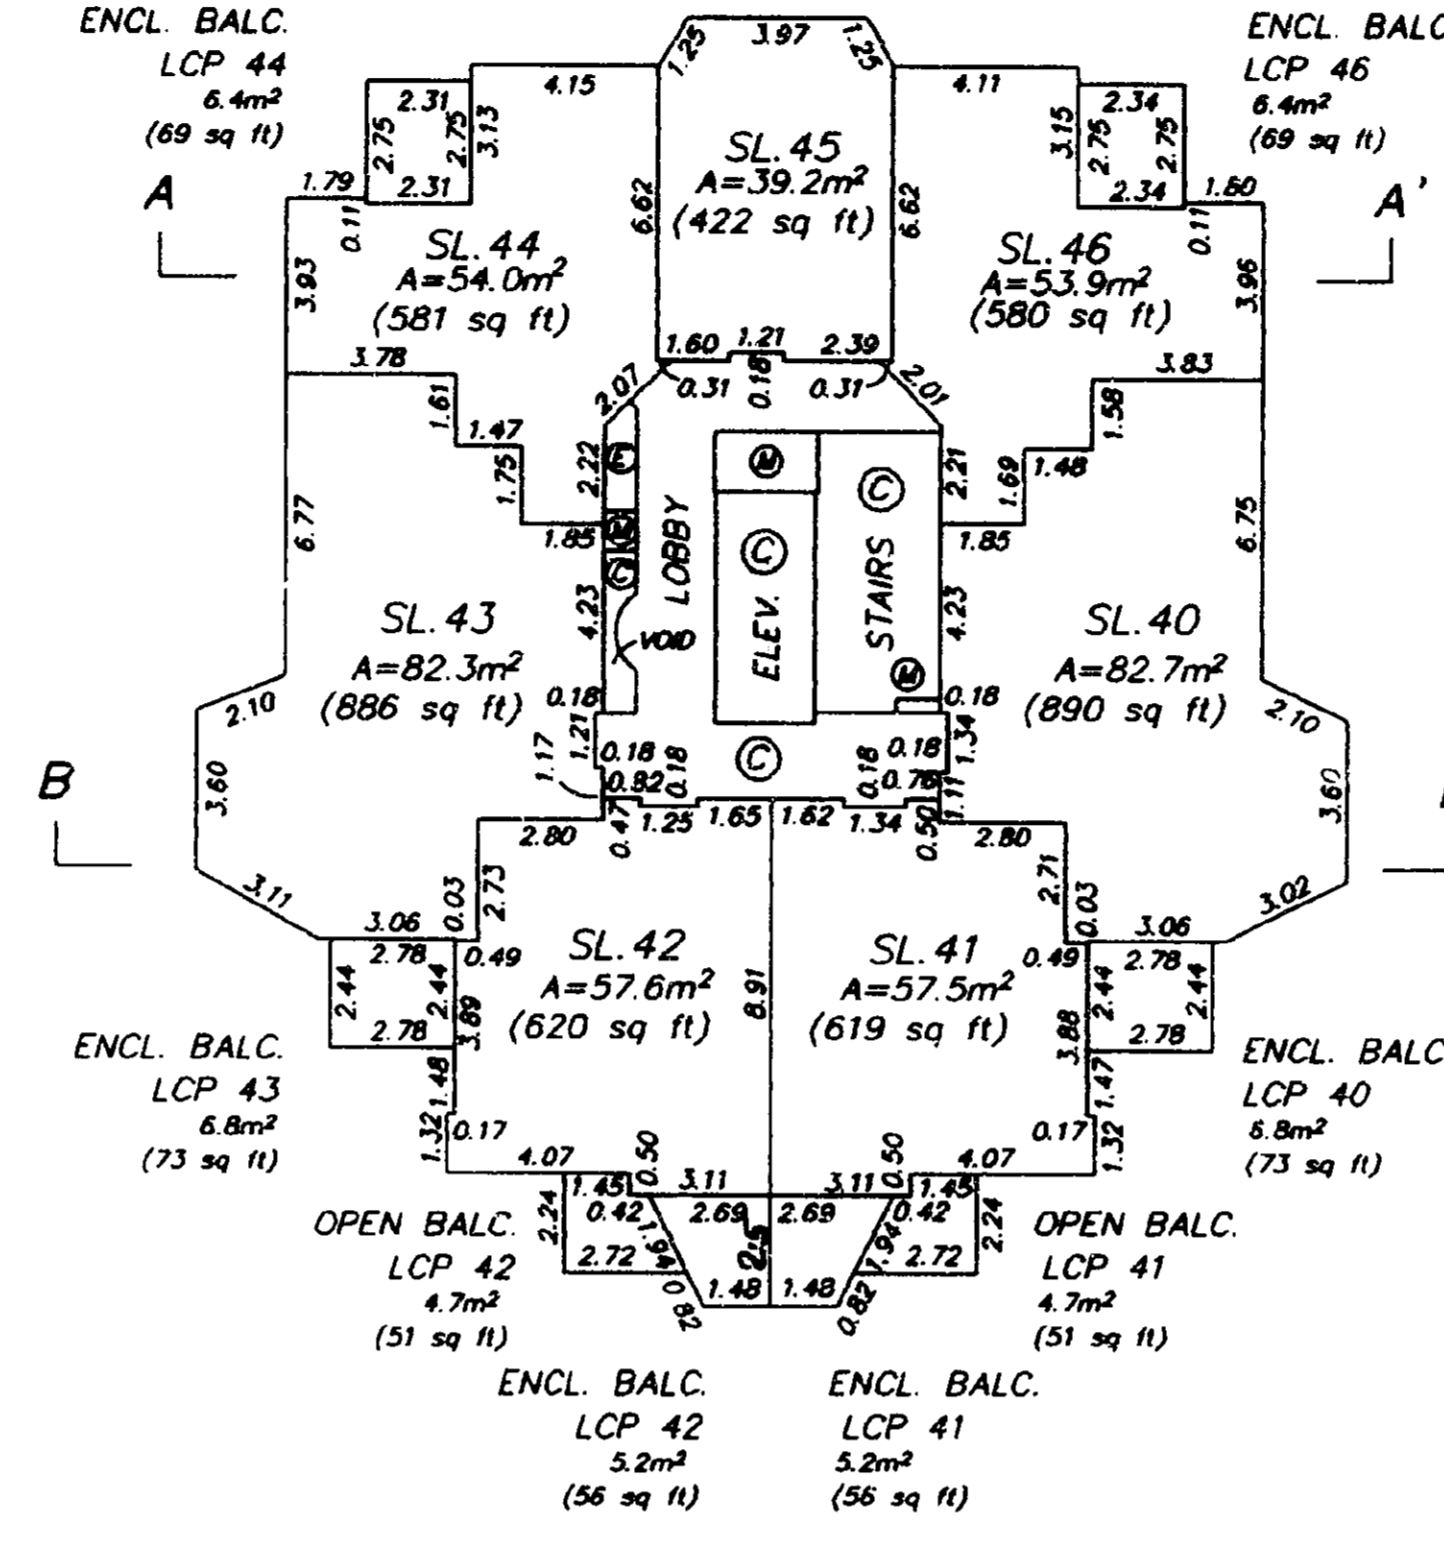 ENCL. BALC.
LCP 44
6.4m²
(69 sq ft)
ENCL. BALC
LCP 46
6.4m²
(69 sq ft)
1.25
3.97
1.25
4.15
4.11
2.31
2.75
2.75
3.13
2.31
3.15
2.34
2.75
2.75
2.34
1.79
0.11
1.80
0.11
A
A'
SL.45
A=39.2m²
(422 sq ft)
6.62
6.62
SL.44
A=54.0m²
(581 sq ft)
SL.46
A=53.9m²
(580 sq ft)
3.93
3.96
3.78
3.83
1.60
1.21
2.39
0.31
0.18
0.31
2.07
2.01
1.61
1.47
1.75
1.58
1.48
1.69
2.22
2.21
E
M
C
1.85
M
C
1.85
6.77
6.75
LOBBY
C
ELEV.
STAIRS
VOID
M
C
4.23
4.23
SL.43
A=82.3m²
(886 sq ft)
SL.40
A=82.7m²
(890 sq ft)
2.10
2.10
0.18
0.18
1.21
1.34
1.17
0.18
0.18
0.82
0.18
0.18
0.76
1.11
B
3.60
3.60
0.47
1.25
1.65
1.62
1.34
0.50
2.80
2.80
2.73
2.71
3.11
3.02
0.03
0.03
3.06
3.06
2.78
0.49
0.49
2.78
2.44
2.44
2.44
2.44
2.78
2.78
3.89
3.88
SL.42
A=57.6m²
(620 sq ft)
SL.41
A=57.5m²
(619 sq ft)
8.91
ENCL. BALC.
LCP 43
6.8m²
(73 sq ft)
ENCL. BALC
LCP 40
6.8m²
(73 sq ft)
1.48
1.47
1.32
0.17
0.17
1.32
4.07
0.50
3.11
3.11
0.50
4.07
1.45
1.45
2.24
0.42
2.69
2.69
0.42
2.24
1.94
1.94
2.72
2.72
0.82
1.48
1.48
0.82
OPEN BALC.
LCP 42
4.7m²
(51 sq ft)
OPEN BALC.
LCP 41
4.7m²
(51 sq ft)
ENCL. BALC.
LCP 42
5.2m²
(56 sq ft)
ENCL. BALC.
LCP 41
5.2m²
(56 sq ft)